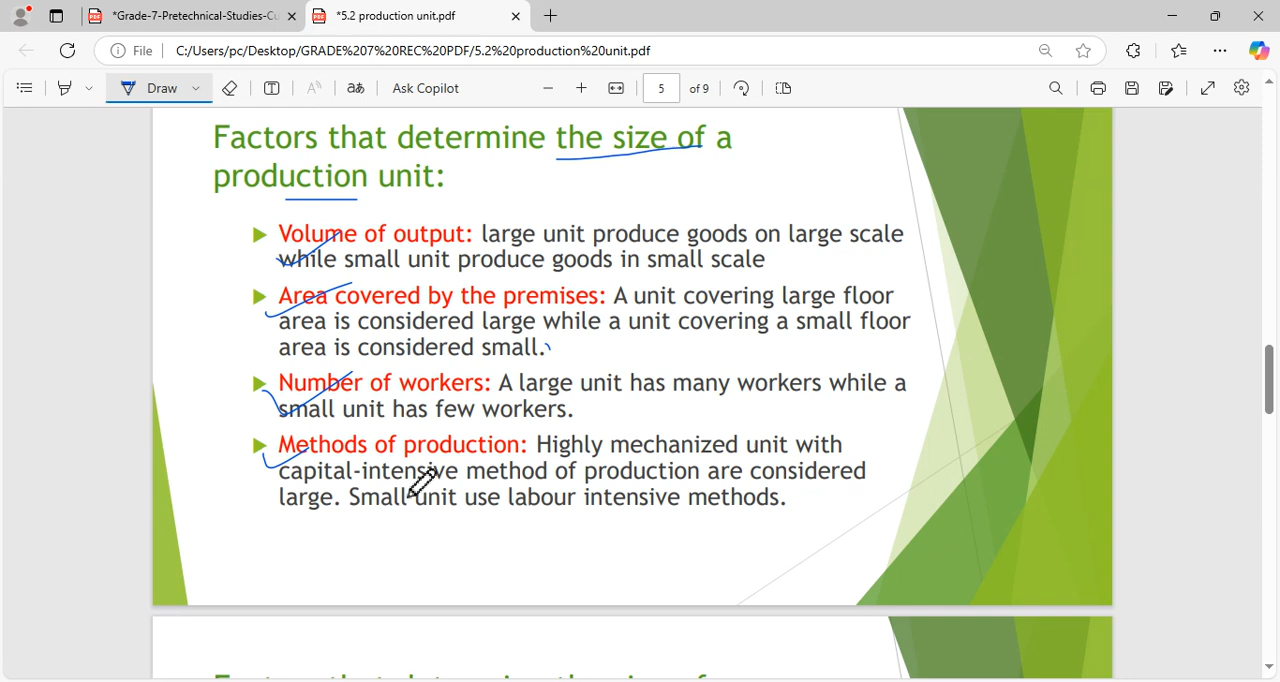 *Grade-7-Pretechnical-Studies-Cu
*5.2 production unit.pdf
File
C:/Users/pc/Desktop/GRADE%207%20REC%20PDF/5.2%20production%20unit.pdf
Draw
Ask Copilot
5 of 9
Factors that determine the size of a
production unit:
Volume of output: large unit produce goods on large scale
while small unit produce goods in small scale
Area covered by the premises: A unit covering large floor
area is considered large while a unit covering a small floor
area is considered small.
Number of workers: A large unit has many workers while a
small unit has few workers.
Methods of production: Highly mechanized unit with
capital-intensive method of production are considered
large. Small unit use labour intensive methods.